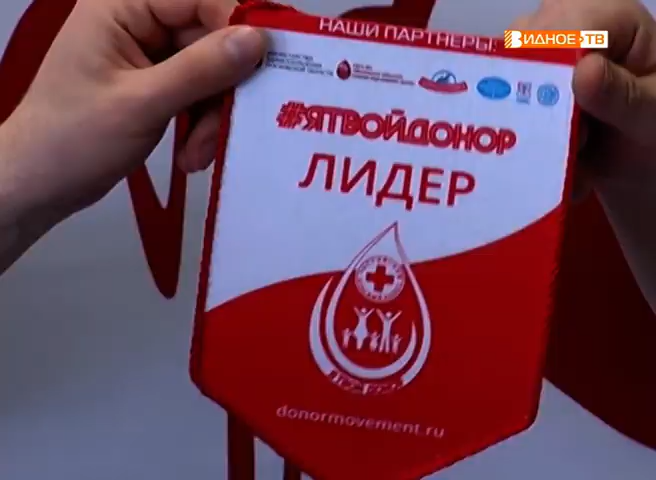 НАШИ ПАРТНЕРЫ:
ВИДНОЕ-ТВ
#ЯТВОЙДОНОР
ЛИДЕР
donormovement.ru